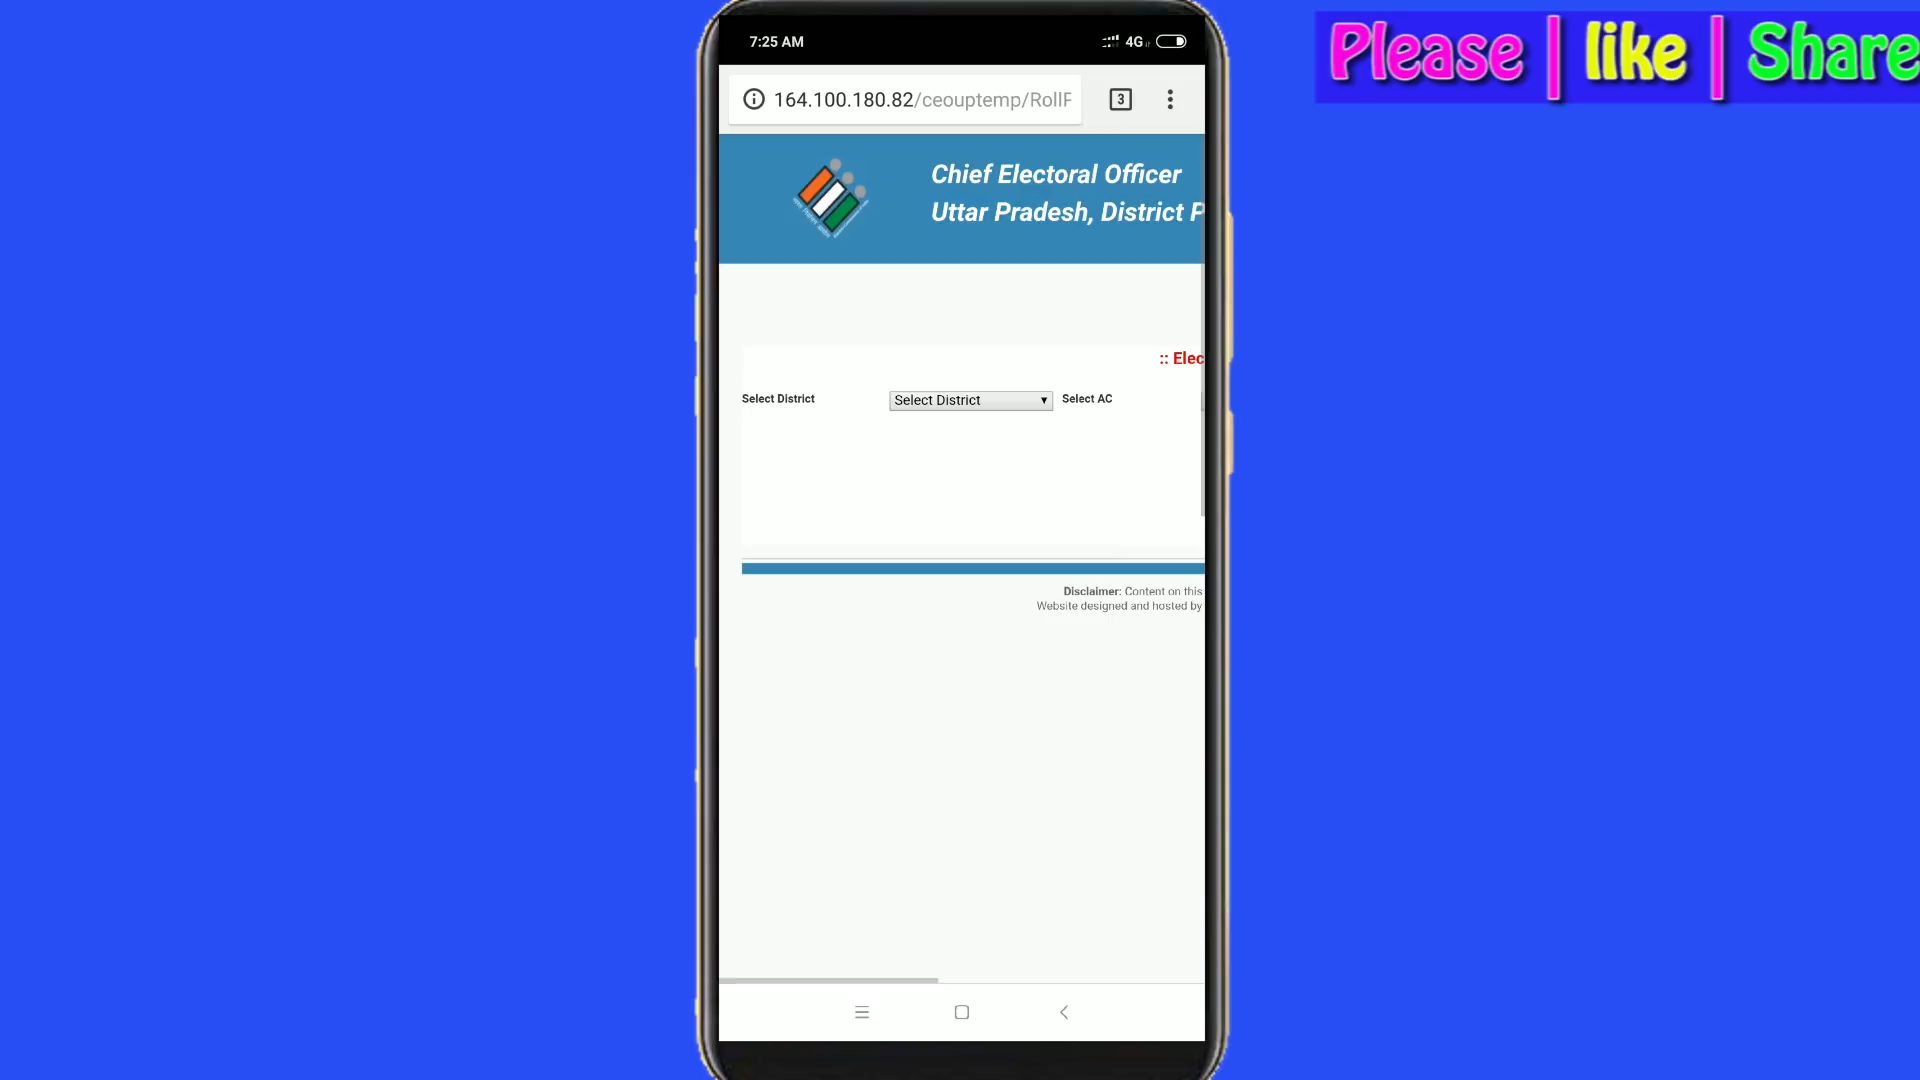 Please | like | Share
7:25 AM
4G
164.100.180.82/ceouptemp/RollP
3
Chief Electoral Officer
Uttar Pradesh, District P
:: Elec
Select District
Select District
Select AC
Disclaimer: Content on this
Website designed and hosted by